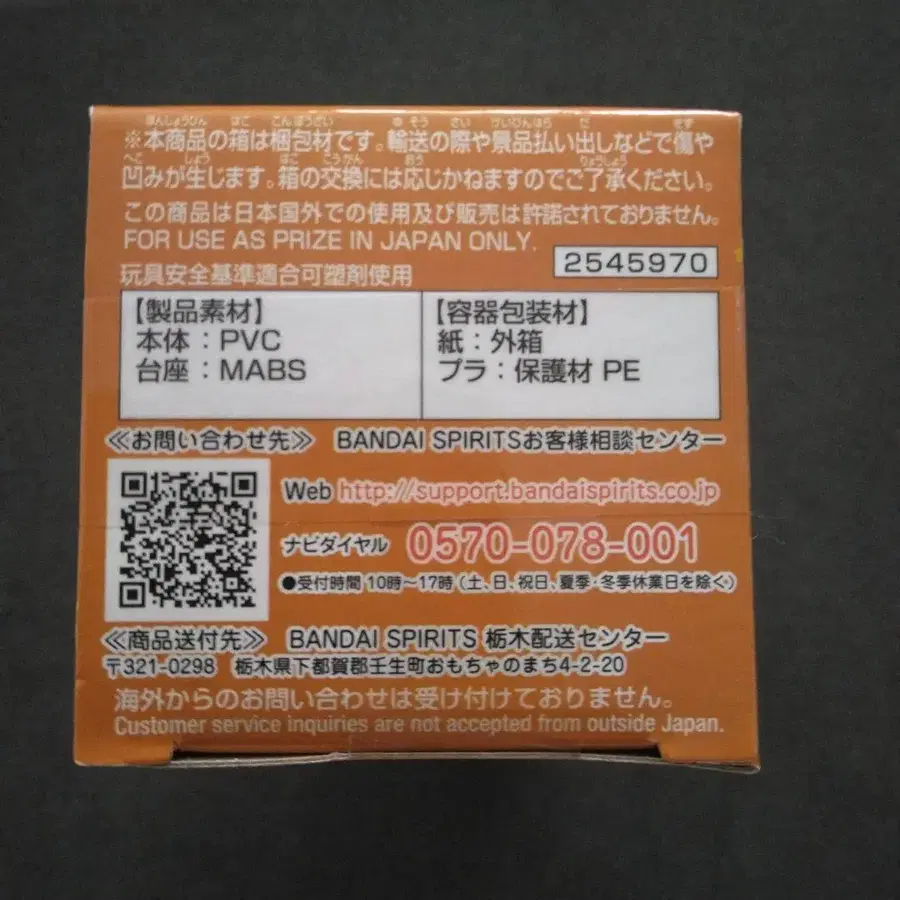 ※本商品の箱は梱包材です。輸送の際や景品払い出しなどで傷や
凹みが生じます。箱の交換には応じかねますのでご了承ください。
この商品は日本国外での使用及び販売は許諾されておりません。
FOR USE AS PRIZE IN JAPAN ONLY.
2545970
玩具安全基準適合可塑剤使用
【製品素材】
本体：PVC
台座：MABS
【容器包装材】
紙：外箱
プラ：保護材 PE
≪お問い合わせ先≫ BANDAI SPIRITSお客様相談センター
Web http://support.bandaispirits.co.jp
ナビダイヤル 0570-078-001
●受付時間 10時〜17時（土、日、祝日、夏季・冬季休業日を除く）
≪商品送付先≫ BANDAI SPIRITS 栃木配送センター
〒321-0298 栃木県下都賀郡壬生町おもちゃのまち4-2-20
海外からのお問い合わせは受け付けておりません。
Customer service inquiries are not accepted from outside Japan.